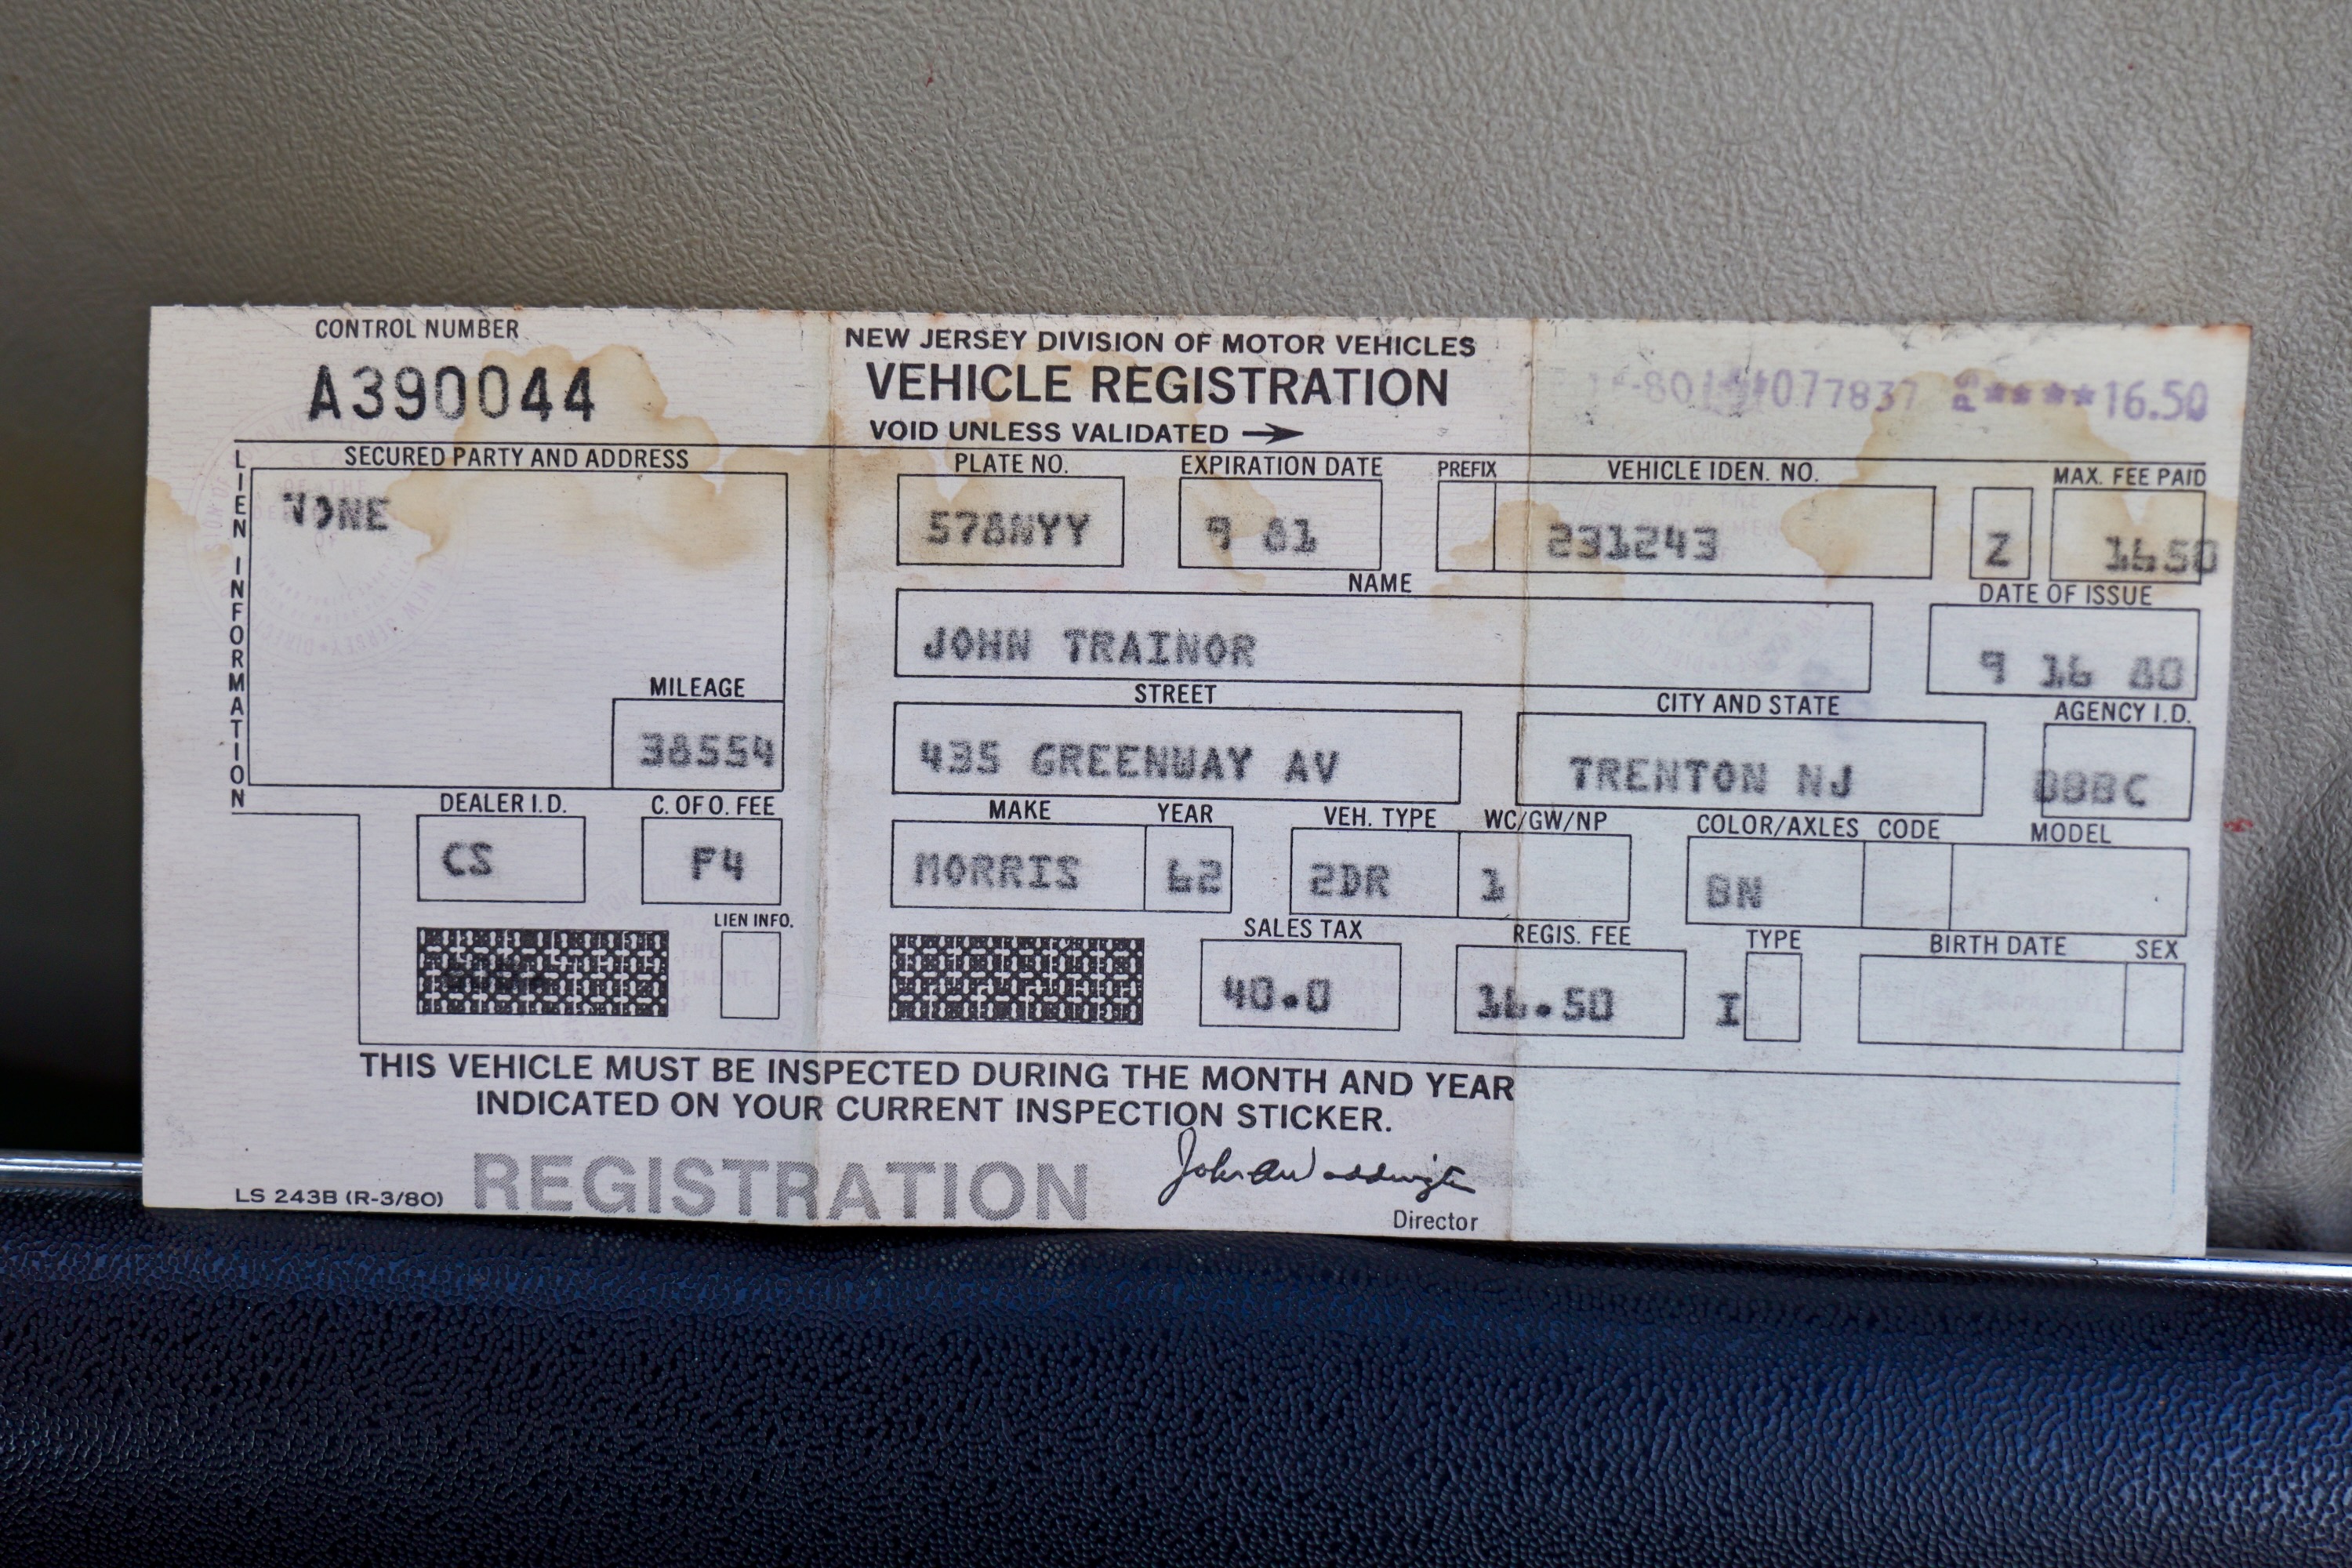 CONTROL NUMBER
A390044
NEW JERSEY DIVISION OF MOTOR VEHICLES
VEHICLE REGISTRATION
VOID UNLESS VALIDATED
-80 077837 PS ****16.50
LIEN INFORMATION
SECURED PARTY AND ADDRESS
NONE
MILEAGE
38554
DEALER I.D. C. OF O. FEE
CS F4
LIEN INFO.
PLATE NO. EXPIRATION DATE PREFIX VEHICLE IDEN. NO. MAX. FEE PAID
578NYY 9 81 231243 Z 1650
NAME DATE OF ISSUE
JOHN TRAINOR 9 16 80
STREET CITY AND STATE AGENCY I.D.
435 GREENWAY AV TRENTON NJ BBBC
MAKE YEAR VEH. TYPE WC/GW/NP COLOR/AXLES CODE MODEL
MORRIS 62 2DR 1 BN
SALES TAX REGIS. FEE TYPE BIRTH DATE SEX
40.0 16.50 I
THIS VEHICLE MUST BE INSPECTED DURING THE MONTH AND YEAR
INDICATED ON YOUR CURRENT INSPECTION STICKER.
LS 243B (R-3/80) REGISTRATION
Director